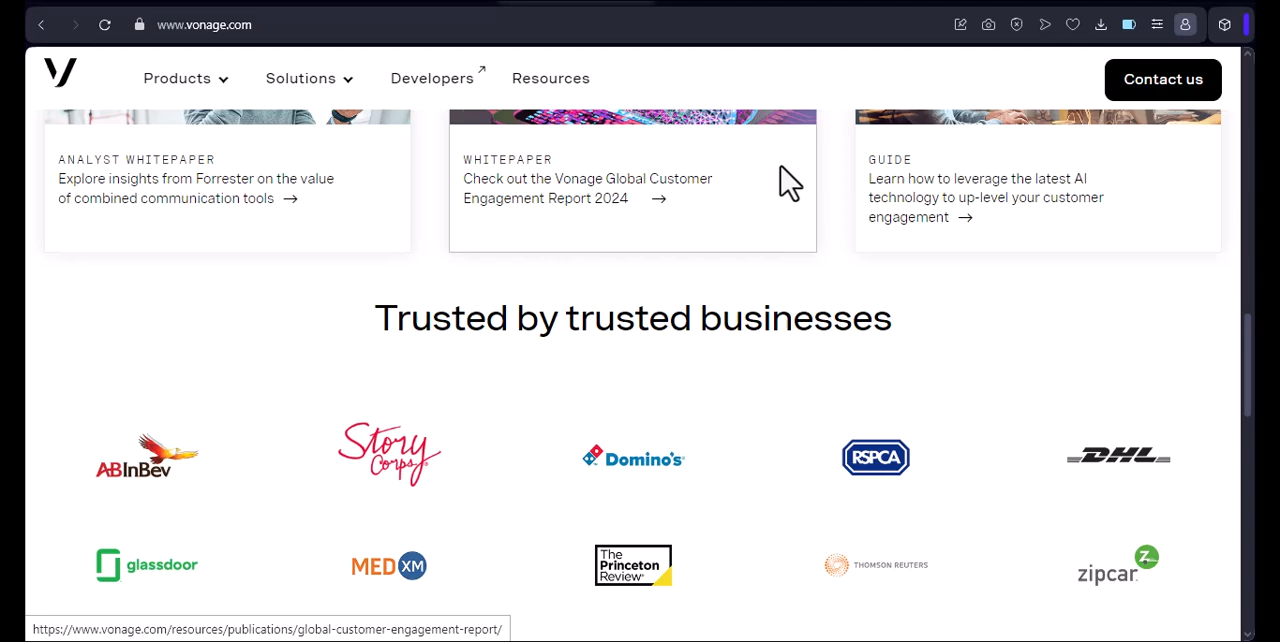 www.vonage.com
Products
Solutions
Developers
Resources
Contact us
ANALYST WHITEPAPER
Explore insights from Forrester on the value
of combined communication tools →
WHITEPAPER
Check out the Vonage Global Customer
Engagement Report 2024 →
GUIDE
Learn how to leverage the latest AI
technology to up-level your customer
engagement →
Trusted by trusted businesses
ABInBev
Story
Corps®
Domino's®
RSPCA
DHL
glassdoor
MED XM
The
Princeton
Review®
THOMSON REUTERS
Z
zipcar.
https://www.vonage.com/resources/publications/global-customer-engagement-report/